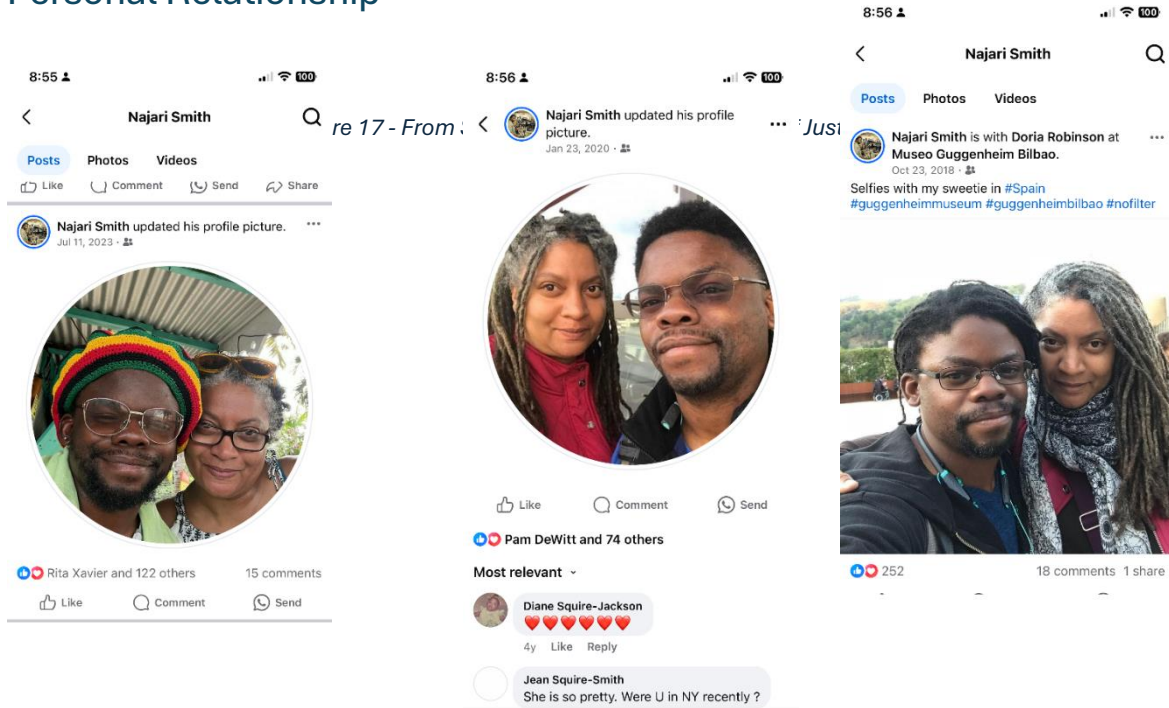 Personal Relationship
8:55
100
Najari Smith
Posts Photos Videos
Like Comment Send Share
Najari Smith updated his profile picture.
Jul 11, 2023
Rita Xavier and 122 others 15 comments
Like Comment Send
re 17 - From
Just
8:56
100
Najari Smith updated his profile
picture.
Jan 23, 2020
Like Comment Send
Pam DeWitt and 74 others
Most relevant
Diane Squire-Jackson
❤️❤️❤️❤️❤️❤️
4y Like Reply
Jean Squire-Smith
She is so pretty. Were U in NY recently ?
8:56
100
Najari Smith
Posts Photos Videos
Najari Smith is with Doria Robinson at
Museo Guggenheim Bilbao.
Oct 23, 2018
Selfies with my sweetie in #Spain
#guggenheimmuseum #guggenheimbilbao #nofilter
252 18 comments 1 share